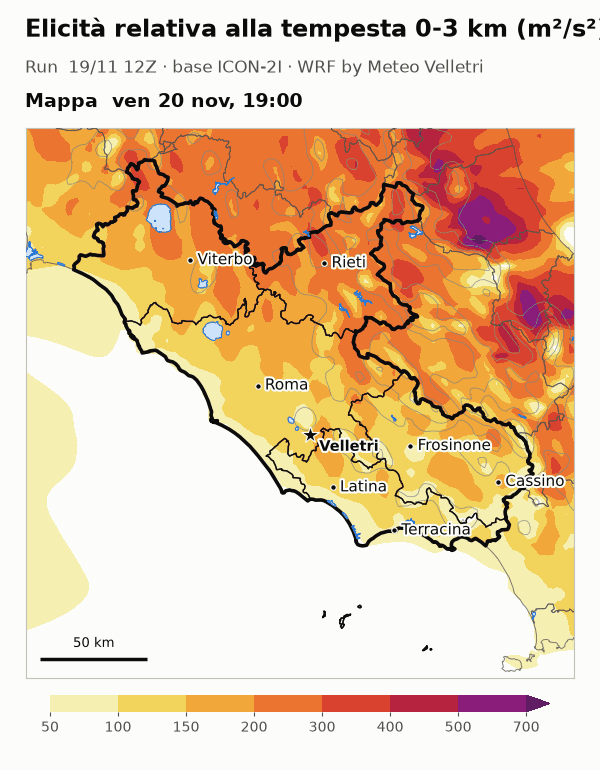 Elicità relativa alla tempesta 0-3 km (m²/s²)
Run  19/11 12Z · base ICON-2I · WRF by Meteo Velletri
Mappa  ven 20 nov, 19:00
Viterbo
Rieti
Roma
Velletri
Frosinone
Cassino
Latina
Terracina
50 km
50 100 150 200 300 400 500 700